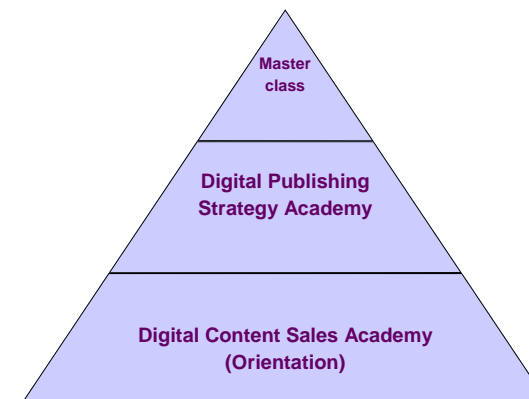 Master
class
Digital Publishing
Strategy Academy
Digital Content Sales Academy
(Orientation)